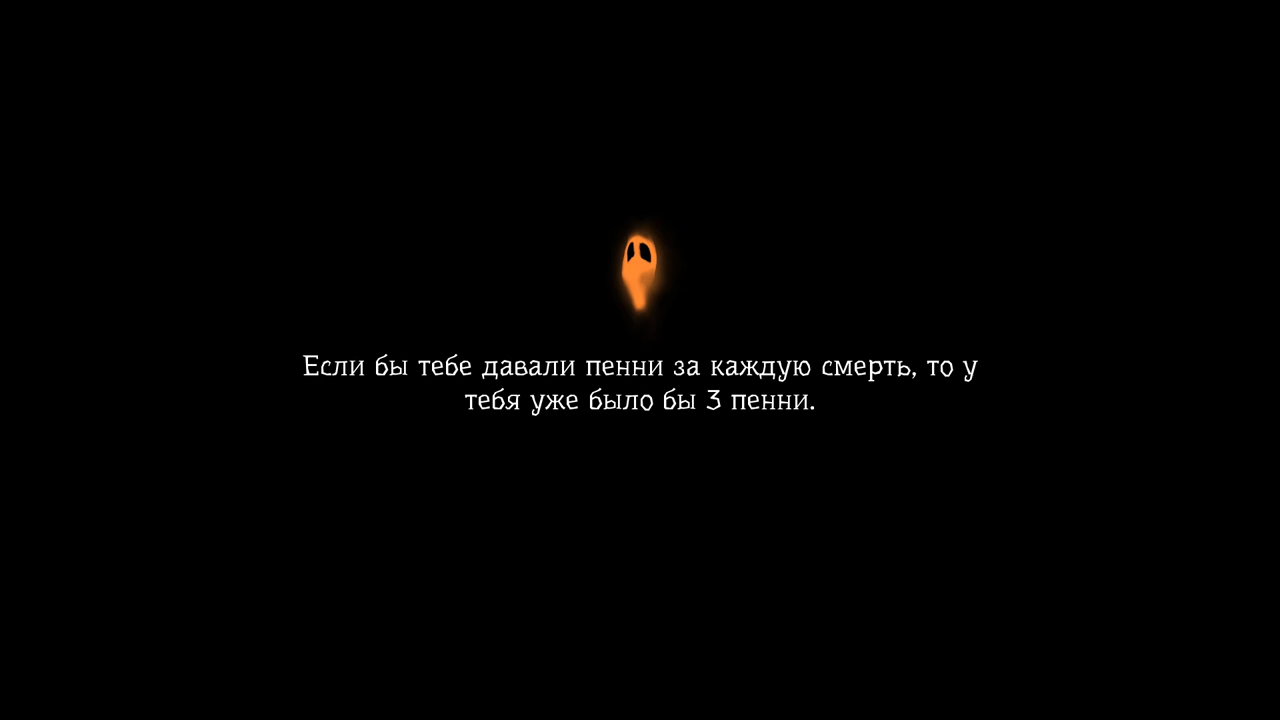 Если бы тебе давали пенни за каждую смерть, то у
тебя уже было бы 3 пенни.